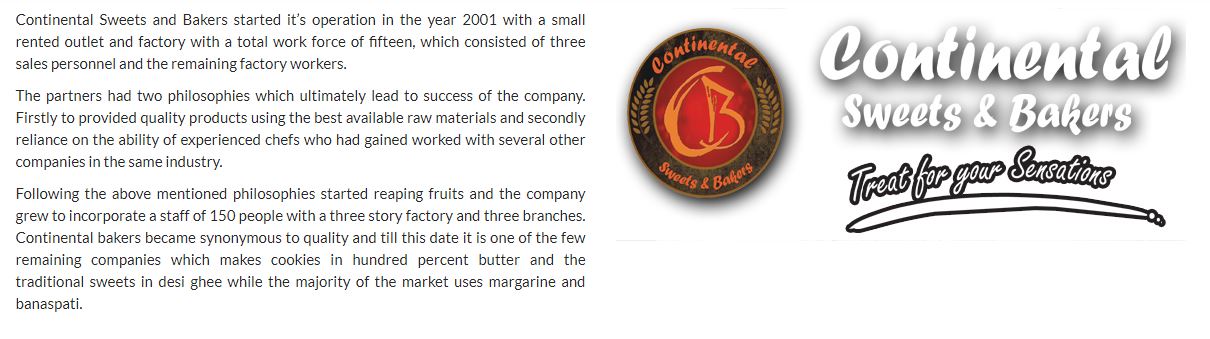 Continental Sweets and Bakers started it’s operation in the year 2001 with a small
rented outlet and factory with a total work force of fifteen, which consisted of three
sales personnel and the remaining factory workers.
The partners had two philosophies which ultimately lead to success of the company.
Firstly to provided quality products using the best available raw materials and secondly
reliance on the ability of experienced chefs who had gained worked with several other
companies in the same industry.
Following the above mentioned philosophies started reaping fruits and the company
grew to incorporate a staff of 150 people with a three story factory and three branches.
Continental bakers became synonymous to quality and till this date it is one of the few
remaining companies which makes cookies in hundred percent butter and the
traditional sweets in desi ghee while the majority of the market uses margarine and
banaspati.
Continental
CB
Sweets & Bakers
Continental
Sweets & Bakers
Treat for your Sensations